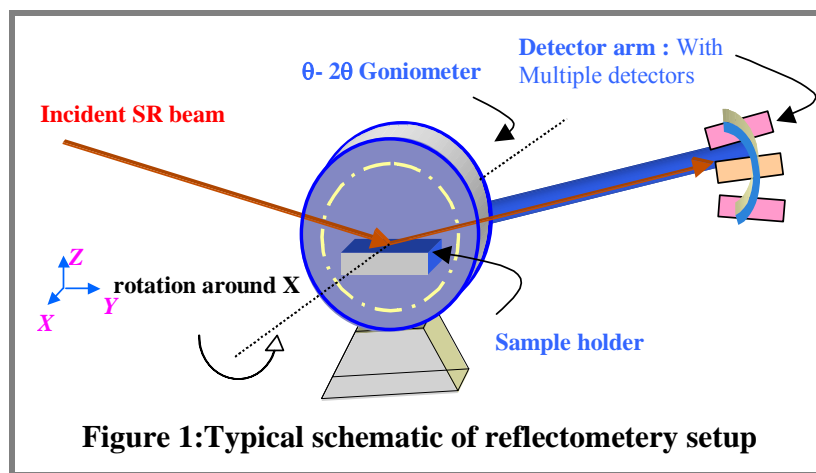 Detector arm : With
Multiple detectors
θ- 2θ Goniometer
Incident SR beam
Z
Y
X
rotation around X
Sample holder
Figure 1:Typical schematic of reflectometery setup